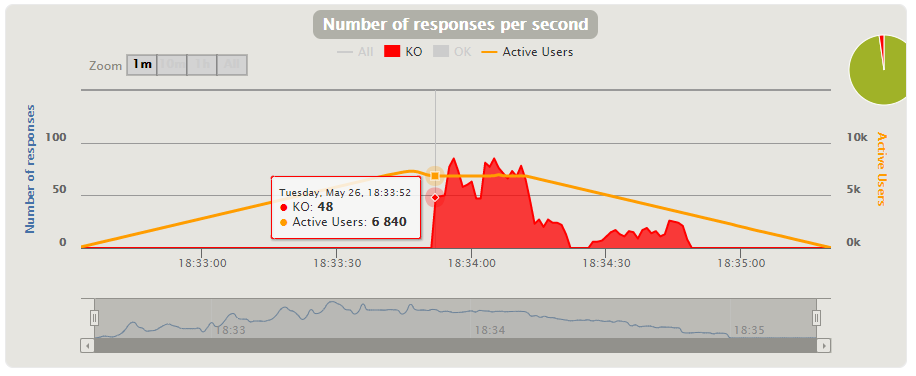 Number of responses per second
All KO OK Active Users
Zoom 1m 10m 1h All
Number of responses
100
50
0
10k
5k
0k
Active Users
Tuesday, May 26, 18:33:52
KO: 48
Active Users: 6 840
18:33:00 18:33:30 18:34:00 18:34:30 18:35:00
18:33 18:34 18:35